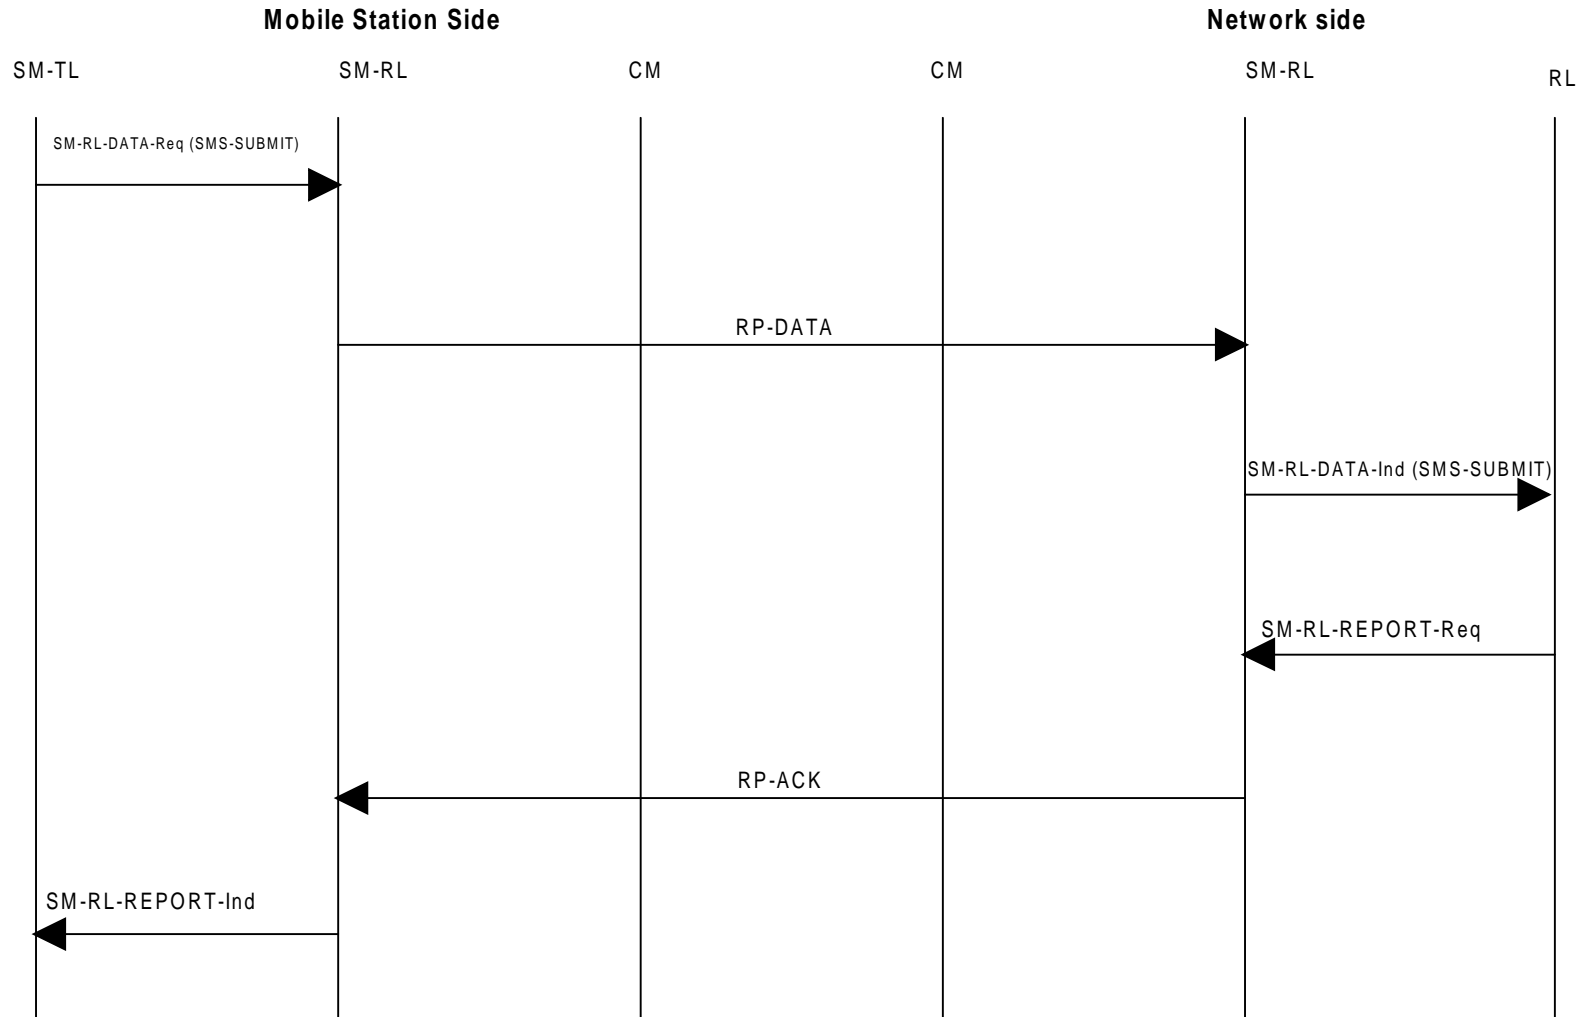 Mobile Station Side
Network side
SM-TL
SM-RL
CM
CM
SM-RL
RL
SM-RL-DATA-Req (SMS-SUBMIT)
RP-DATA
SM-RL-DATA-Ind (SMS-SUBMIT)
SM-RL-REPORT-Req
RP-ACK
SM-RL-REPORT-Ind